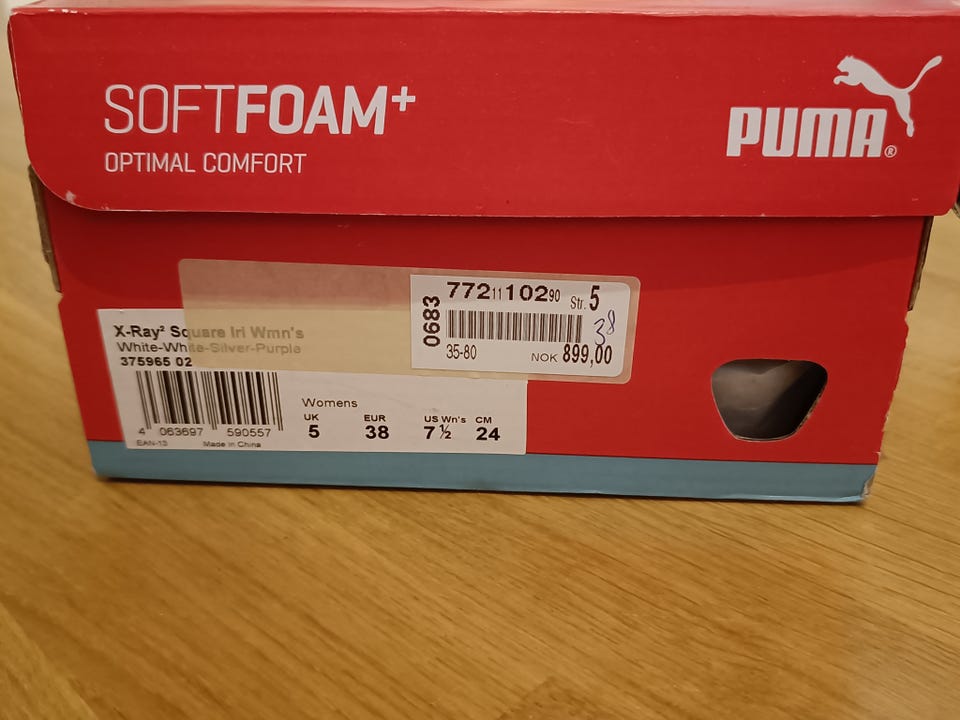 SOFTFOAM+
OPTIMAL COMFORT
PUMA®
0683
772 11 102 90 Str. 5
38
35-80 NOK 899,00
X-Ray² Square Iri Wmn's
White-White-Silver-Purple
375965 02
4 063697 590557
EAN-13 Made in China
Womens
UK EUR US Wn's CM
5 38 7 ½ 24